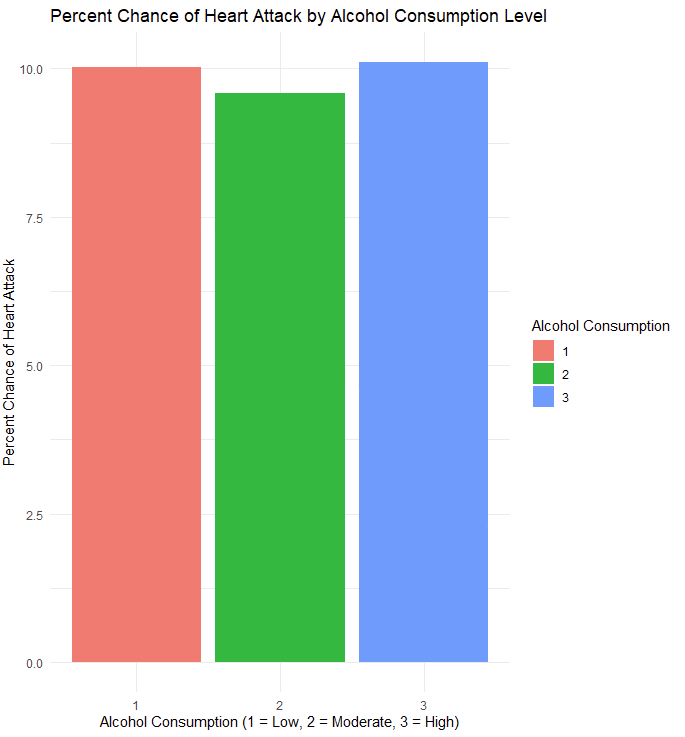 Percent Chance of Heart Attack by Alcohol Consumption Level
Percent Chance of Heart Attack
10.0
7.5
5.0
2.5
0.0
1
2
3
Alcohol Consumption (1 = Low, 2 = Moderate, 3 = High)
Alcohol Consumption
1
2
3